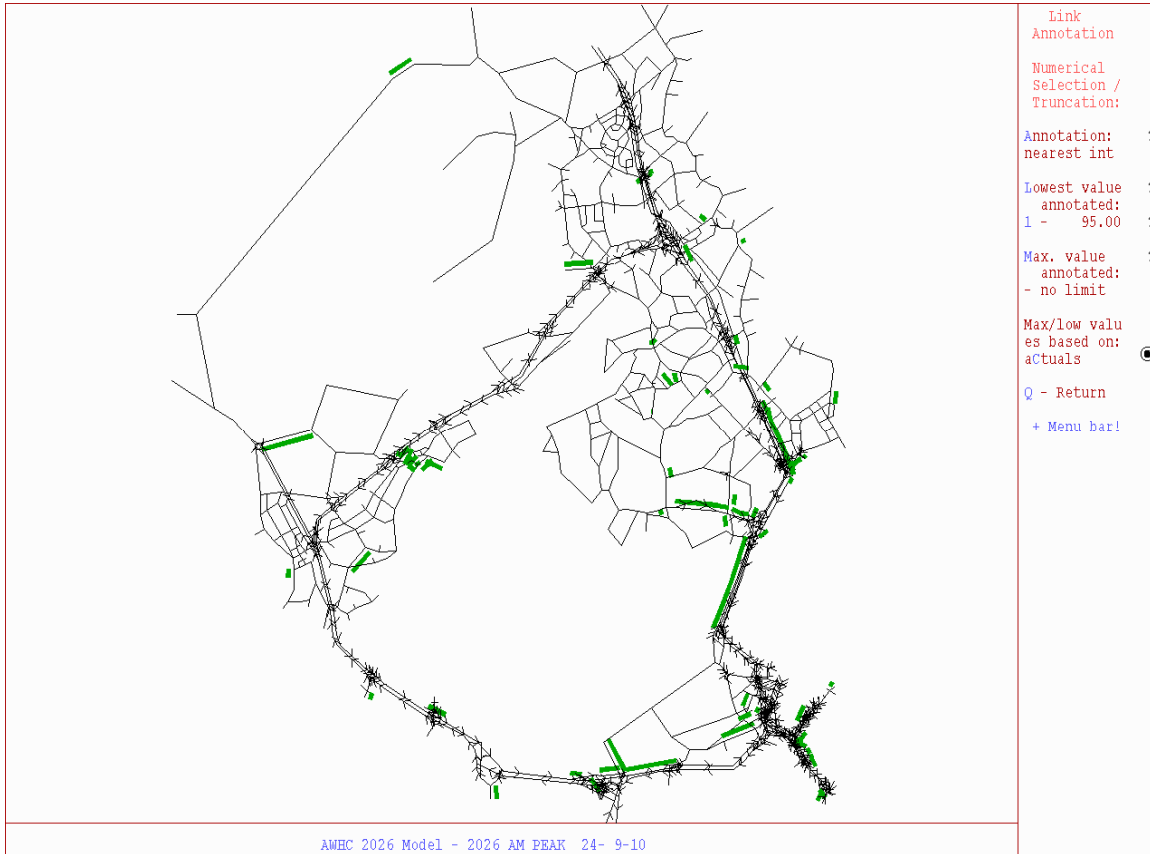 Link
Annotation
Numerical
Selection /
Truncation:
Annotation: ?
nearest int
Lowest value ?
annotated:
1 - 95.00 ?
Max. value ?
annotated:
- no limit
Max/low valu
es based on:
aCtuals
Q - Return
+ Menu bar!
AWHC 2026 Model - 2026 AM PEAK 24- 9-10